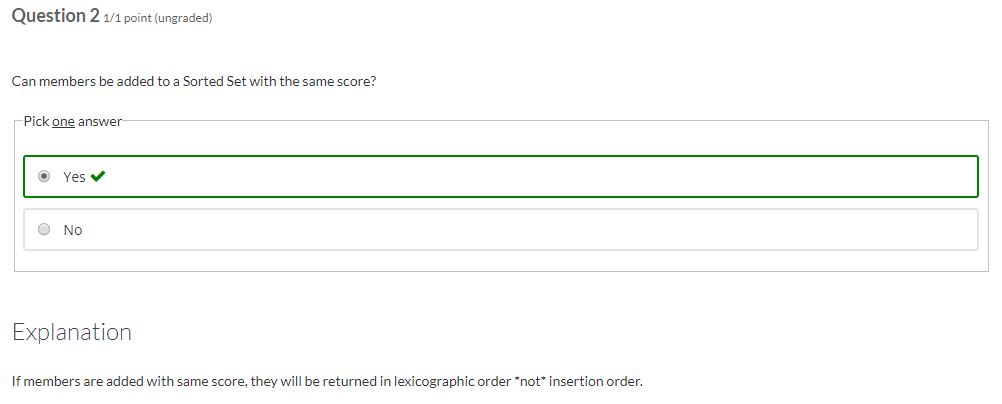 Question 2 1/1 point (ungraded)
Can members be added to a Sorted Set with the same score?
Pick one answer
Yes
No
Explanation
If members are added with same score, they will be returned in lexicographic order *not* insertion order.